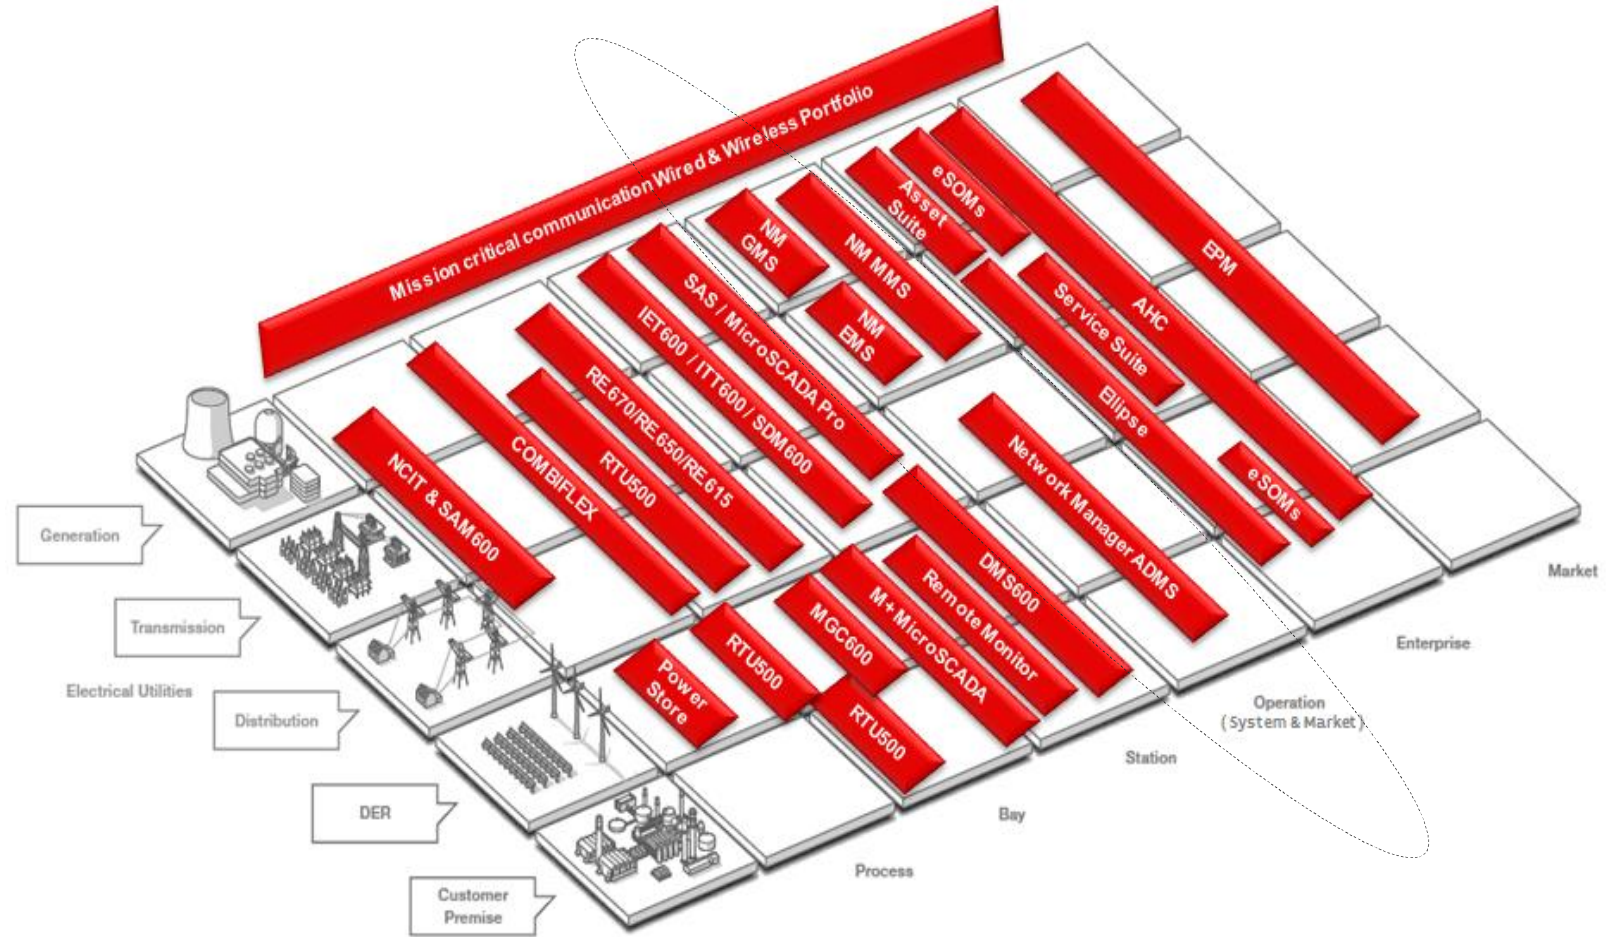 Mission critical communication Wired & Wireless Portfolio
EPM
AHC
eSOMs
Asset
Suite
Service Suite
Ellipse
eSOMs
NM MMS
NM
GMS
NM
EMS
Network Manager ADMS
SAS / MicroSCADA Pro
IET600 / ITT600 / SDM600
RE670/RE650/RE615
RTU500
COMBIFLEX
NCIT & SAM600
DMS600
Remote Monitor
M+MicroSCADA
MGC600
RTU500
Power
Store
RTU500
Generation
Transmission
Electrical Utilities
Distribution
DER
Customer
Premise
Process
Bay
Station
Operation
( System & Market)
Enterprise
Market